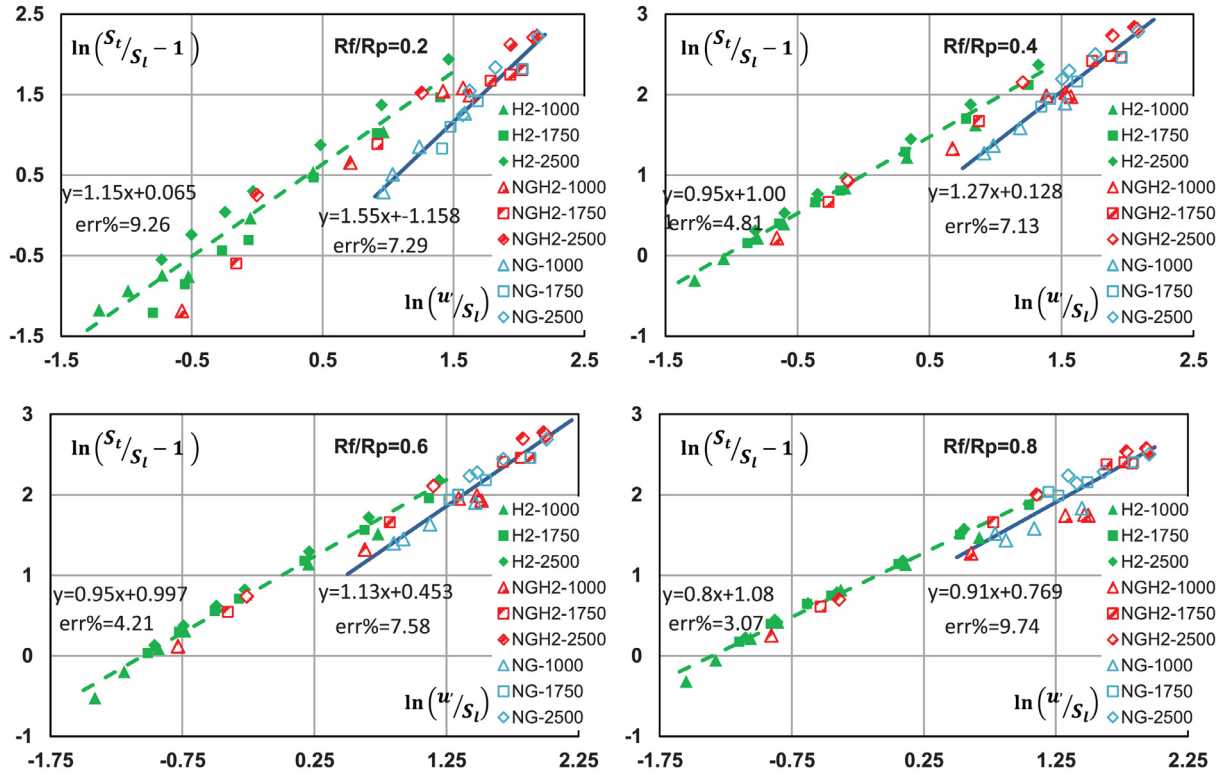 ln(St/Sl − 1)
Rf/Rp=0.2
2.5
1.5
0.5
-0.5
-1.5
-1.5
-0.5
0.5
1.5
2.5
y=1.15x+0.065
err%=9.26
y=1.55x+-1.158
err%=7.29
ln(u'/Sl)
H2-1000
H2-1750
H2-2500
NGH2-1000
NGH2-1750
NGH2-2500
NG-1000
NG-1750
NG-2500
ln(St/Sl − 1)
Rf/Rp=0.4
3
2
1
0
-1
-1.5
-0.5
0.5
1.5
2.5
y=0.95x+1.00
1
err%=4.81
y=1.27x+0.128
err%=7.13
ln(u'/Sl)
H2-1000
H2-1750
H2-2500
NGH2-1000
NGH2-1750
NGH2-2500
NG-1000
NG-1750
NG-2500
ln(St/Sl − 1)
Rf/Rp=0.6
3
2
1
0
-1
-1.75
-0.75
0.25
1.25
2.25
y=0.95x+0.997
err%=4.21
y=1.13x+0.453
err%=7.58
ln(u'/Sl)
H2-1000
H2-1750
H2-2500
NGH2-1000
NGH2-1750
NGH2-2500
NG-1000
NG-1750
NG-2500
ln(St/Sl − 1)
Rf/Rp=0.8
3
2
1
0
-1
-1.75
-0.75
0.25
1.25
2.25
y=0.8x+1.08
err%=3.07
y=0.91x+0.769
err%=9.74
ln(u'/Sl)
H2-1000
H2-1750
H2-2500
NGH2-1000
NGH2-1750
NGH2-2500
NG-1000
NG-1750
NG-2500